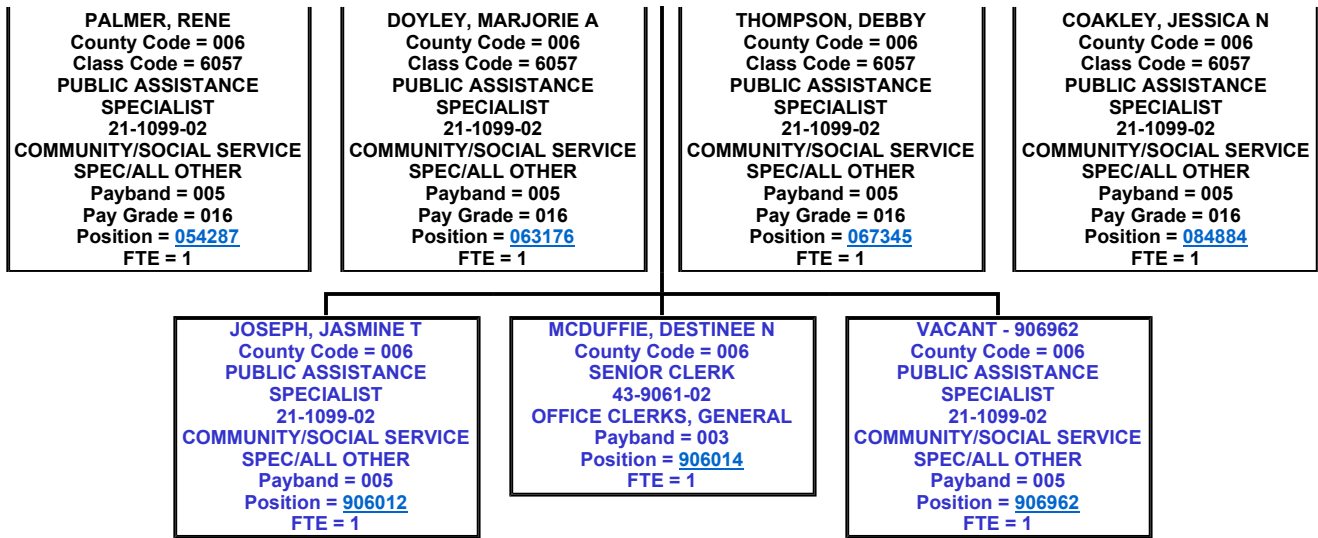 PALMER, RENE
County Code = 006
Class Code = 6057
PUBLIC ASSISTANCE
SPECIALIST
21-1099-02
COMMUNITY/SOCIAL SERVICE
SPEC/ALL OTHER
Payband = 005
Pay Grade = 016
Position = 054287
FTE = 1
DOYLEY, MARJORIE A
County Code = 006
Class Code = 6057
PUBLIC ASSISTANCE
SPECIALIST
21-1099-02
COMMUNITY/SOCIAL SERVICE
SPEC/ALL OTHER
Payband = 005
Pay Grade = 016
Position = 063176
FTE = 1
THOMPSON, DEBBY
County Code = 006
Class Code = 6057
PUBLIC ASSISTANCE
SPECIALIST
21-1099-02
COMMUNITY/SOCIAL SERVICE
SPEC/ALL OTHER
Payband = 005
Pay Grade = 016
Position = 067345
FTE = 1
COAKLEY, JESSICA N
County Code = 006
Class Code = 6057
PUBLIC ASSISTANCE
SPECIALIST
21-1099-02
COMMUNITY/SOCIAL SERVICE
SPEC/ALL OTHER
Payband = 005
Pay Grade = 016
Position = 084884
FTE = 1
JOSEPH, JASMINE T
County Code = 006
PUBLIC ASSISTANCE
SPECIALIST
21-1099-02
COMMUNITY/SOCIAL SERVICE
SPEC/ALL OTHER
Payband = 005
Position = 906012
FTE = 1
MCDUFFIE, DESTINEE N
County Code = 006
SENIOR CLERK
43-9061-02
OFFICE CLERKS, GENERAL
Payband = 003
Position = 906014
FTE = 1
VACANT - 906962
County Code = 006
PUBLIC ASSISTANCE
SPECIALIST
21-1099-02
COMMUNITY/SOCIAL SERVICE
SPEC/ALL OTHER
Payband = 005
Position = 906962
FTE = 1